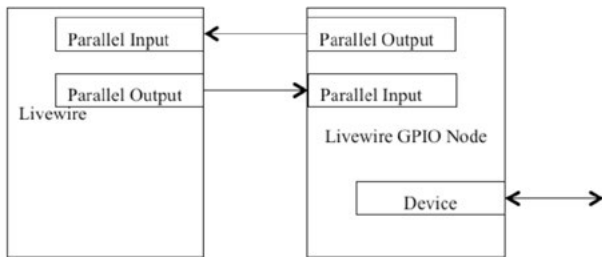 Parallel Input
Parallel Output
Parallel Output
Parallel Input
Livewire
Livewire GPIO Node
Device